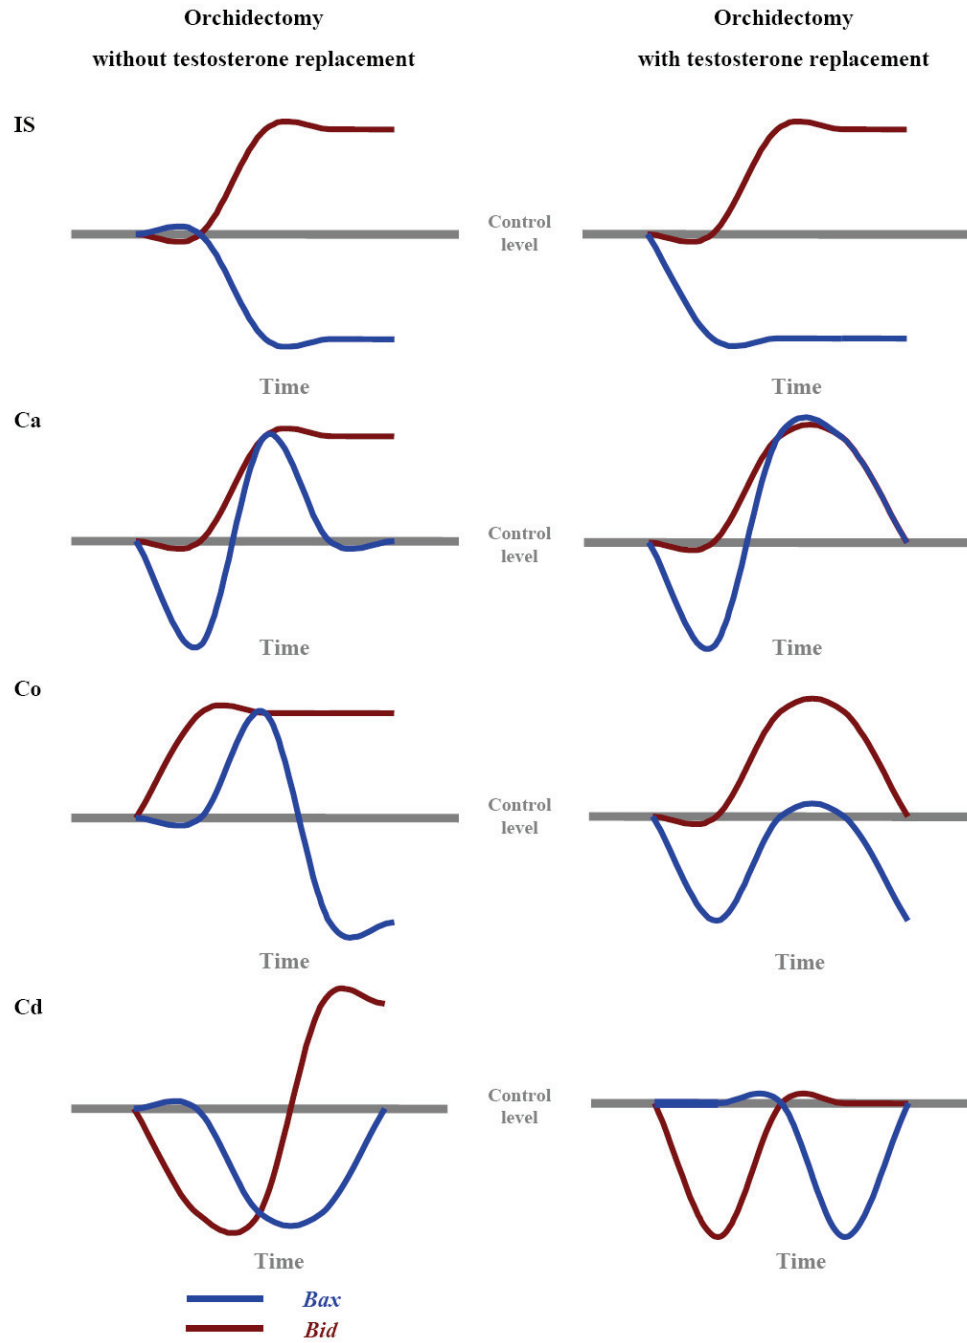 Orchidectomy
without testosterone replacement
Orchidectomy
with testosterone replacement
IS
Control
level
Time
Time
Ca
Control
level
Time
Time
Co
Control
level
Time
Time
Cd
Control
level
Time
Time
Bax
Bid